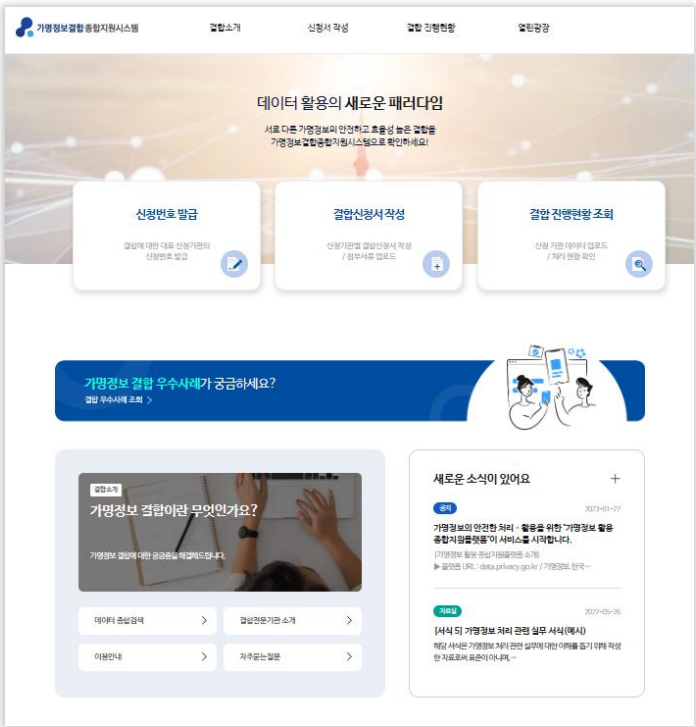 가명정보결합종합지원시스템
결합소개
신청서 작성
결합 진행현황
열린광장
데이터 활용의 새로운 패러다임
서로 다른 가명정보의 안전하고 효율성 높은 결합을
가명정보결합종합지원시스템으로 확인하세요!
신청번호 발급
결합에 대한 대표 신청기관의
신청번호 발급
결합신청서 작성
신청기관별 결합신청서 작성
/ 첨부서류 업로드
결합 진행현황 조회
신청 기관 데이터 업로드
/ 처리 현황 확인
가명정보 결합 우수사례가 궁금하세요?
결합 우수사례 조회 >
결합소개
가명정보 결합이란 무엇인가요?
가명정보 결합에 대한 궁금증을 해결해드립니다.
데이터 종합검색
결합전문기관 소개
이용안내
자주묻는질문
새로운 소식이 있어요
공지
2023-01-27
가명정보의 안전한 처리·활용을 위한 "가명정보 활용
종합지원플랫폼"이 서비스를 시작합니다.
[가명정보 활용 종합지원플랫폼 소개]
▶ 플랫폼 URL : data.privacy.go.kr / 가명정보.한국…
자료실
2022-05-26
[서식 5] 가명정보 처리 관련 실무 서식(예시)
해당 서식은 가명정보 처리 관련 실무에 대한 이해를 돕기 위해 작성
한 자료로써 표준이 아니며, …